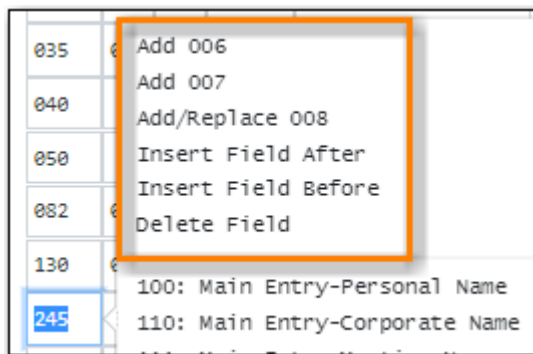 035
040
050
082
130
245
Add 006
Add 007
Add/Replace 008
Insert Field After
Insert Field Before
Delete Field
100: Main Entry-Personal Name
110: Main Entry-Corporate Name